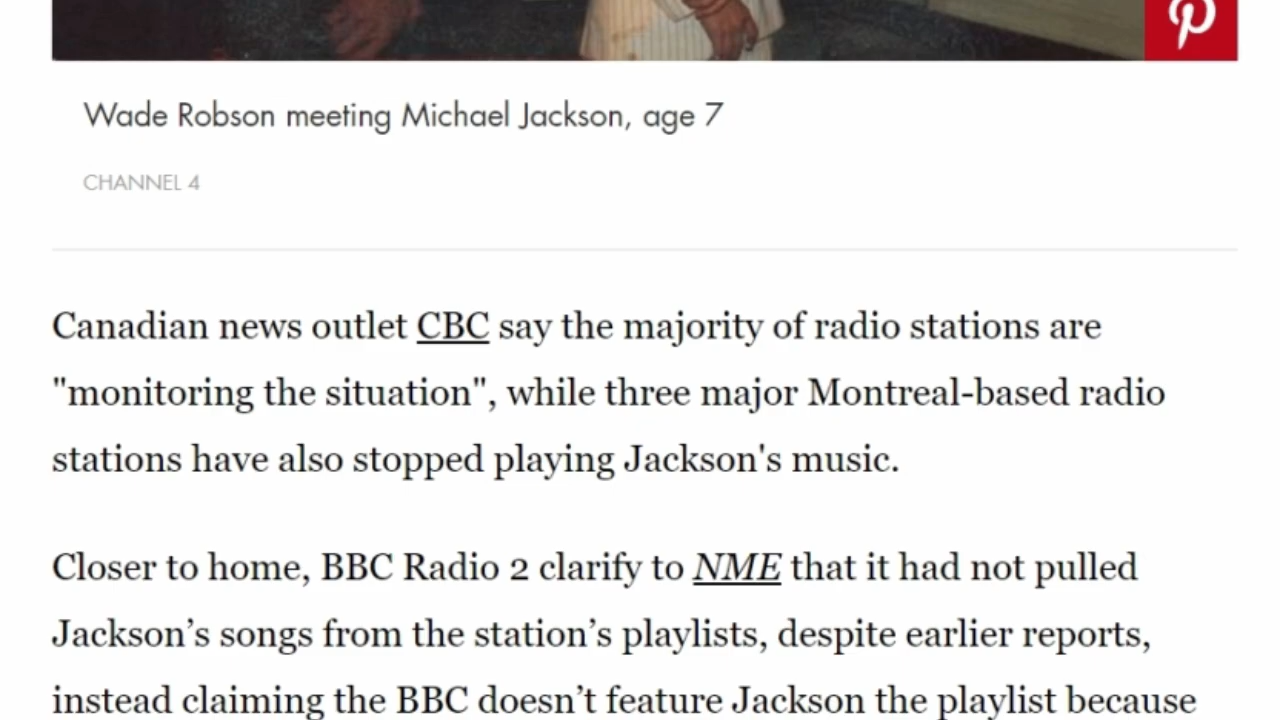 Wade Robson meeting Michael Jackson, age 7
CHANNEL 4
Canadian news outlet CBC say the majority of radio stations are
"monitoring the situation", while three major Montreal-based radio
stations have also stopped playing Jackson's music.
Closer to home, BBC Radio 2 clarify to NME that it had not pulled
Jackson’s songs from the station’s playlists, despite earlier reports,
instead claiming the BBC doesn’t feature Jackson the playlist because